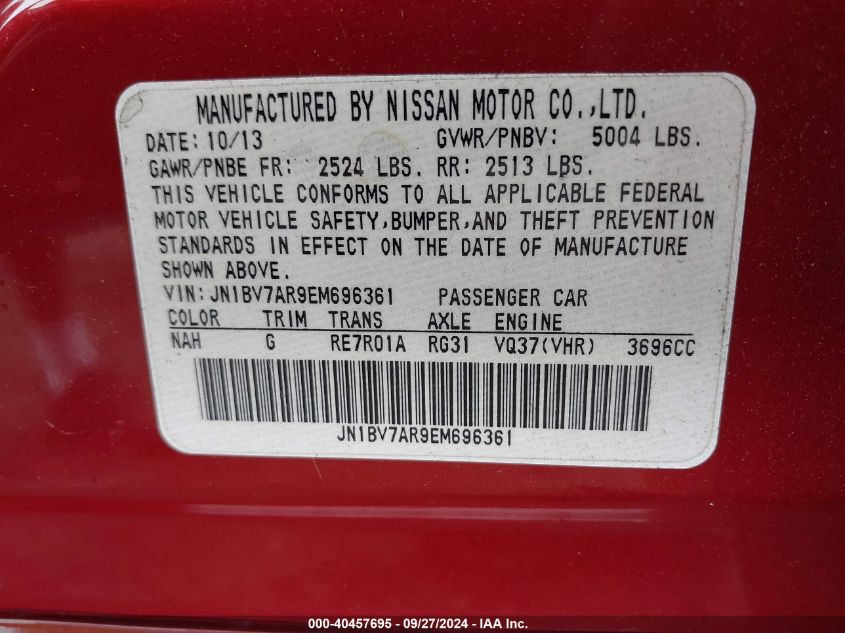 MANUFACTURED BY NISSAN MOTOR CO.,LTD.
DATE: 10/13 GVWR/PNBV: 5004 LBS.
GAWR/PNBE FR: 2524 LBS. RR: 2513 LBS.
THIS VEHICLE CONFORMS TO ALL APPLICABLE FEDERAL
MOTOR VEHICLE SAFETY,BUMPER,AND THEFT PREVENTION
STANDARDS IN EFFECT ON THE DATE OF MANUFACTURE
SHOWN ABOVE.
VIN:JN1BV7AR9EM696361 PASSENGER CAR
COLOR TRIM TRANS AXLE ENGINE
NAH G RE7R01A RG31 VQ37(VHR) 3696CC
JN1BV7AR9EM696361
000-40457695 - 09/27/2024 - IAA Inc.